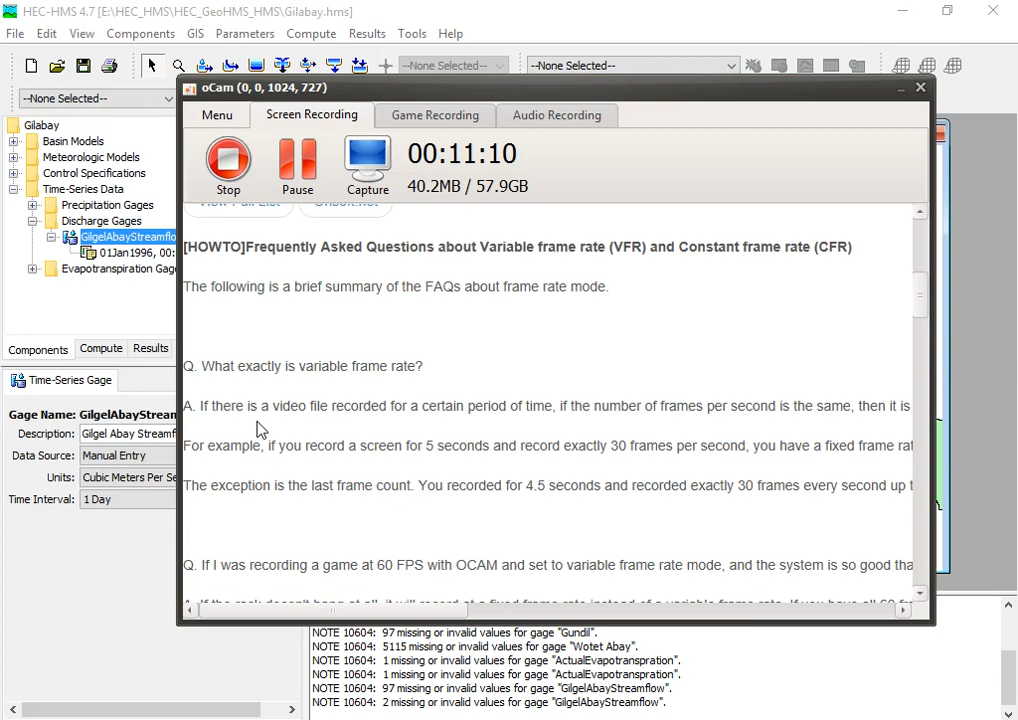 HEC-HMS 4.7 [E:\HEC_HMS\HEC_GeoHMS_HMS\Gilabay.hms]
File Edit View Components GIS Parameters Compute Results Tools Help
--None Selected-- --None Selected--
--None Selected--
oCam (0, 0, 1024, 727)
Menu Screen Recording Game Recording Audio Recording
Stop Pause Capture
00:11:10
40.2MB / 57.9GB
[HOWTO]Frequently Asked Questions about Variable frame rate (VFR) and Constant frame rate (CFR)
The following is a brief summary of the FAQs about frame rate mode.
Q. What exactly is variable frame rate?
A. If there is a video file recorded for a certain period of time, if the number of frames per second is the same, then it is
For example, if you record a screen for 5 seconds and record exactly 30 frames per second, you have a fixed frame rat
The exception is the last frame count. You recorded for 4.5 seconds and recorded exactly 30 frames every second up t
Q. If I was recording a game at 60 FPS with OCAM and set to variable frame rate mode, and the system is so good tha
Gilabay
Basin Models
Meteorologic Models
Control Specifications
Time-Series Data
Precipitation Gages
Discharge Gages
GilgelAbayStreamflo
01Jan1996, 00:
Evapotranspiration Gage
Components Compute Results
Time-Series Gage
Gage Name: GilgelAbayStrean
Description: Gilgel Abay Streamf
Data Source: Manual Entry
Units: Cubic Meters Per Se
Time Interval: 1 Day
NOTE 10604: 97 missing or invalid values for gage "Gundil".
NOTE 10604: 5115 missing or invalid values for gage "Wotet Abay".
NOTE 10604: 1 missing or invalid values for gage "ActualEvapotranspration".
NOTE 10604: 1 missing or invalid values for gage "ActualEvapotranspration".
NOTE 10604: 97 missing or invalid values for gage "GilgelAbayStreamflow".
NOTE 10604: 2 missing or invalid values for gage "GilgelAbayStreamflow".